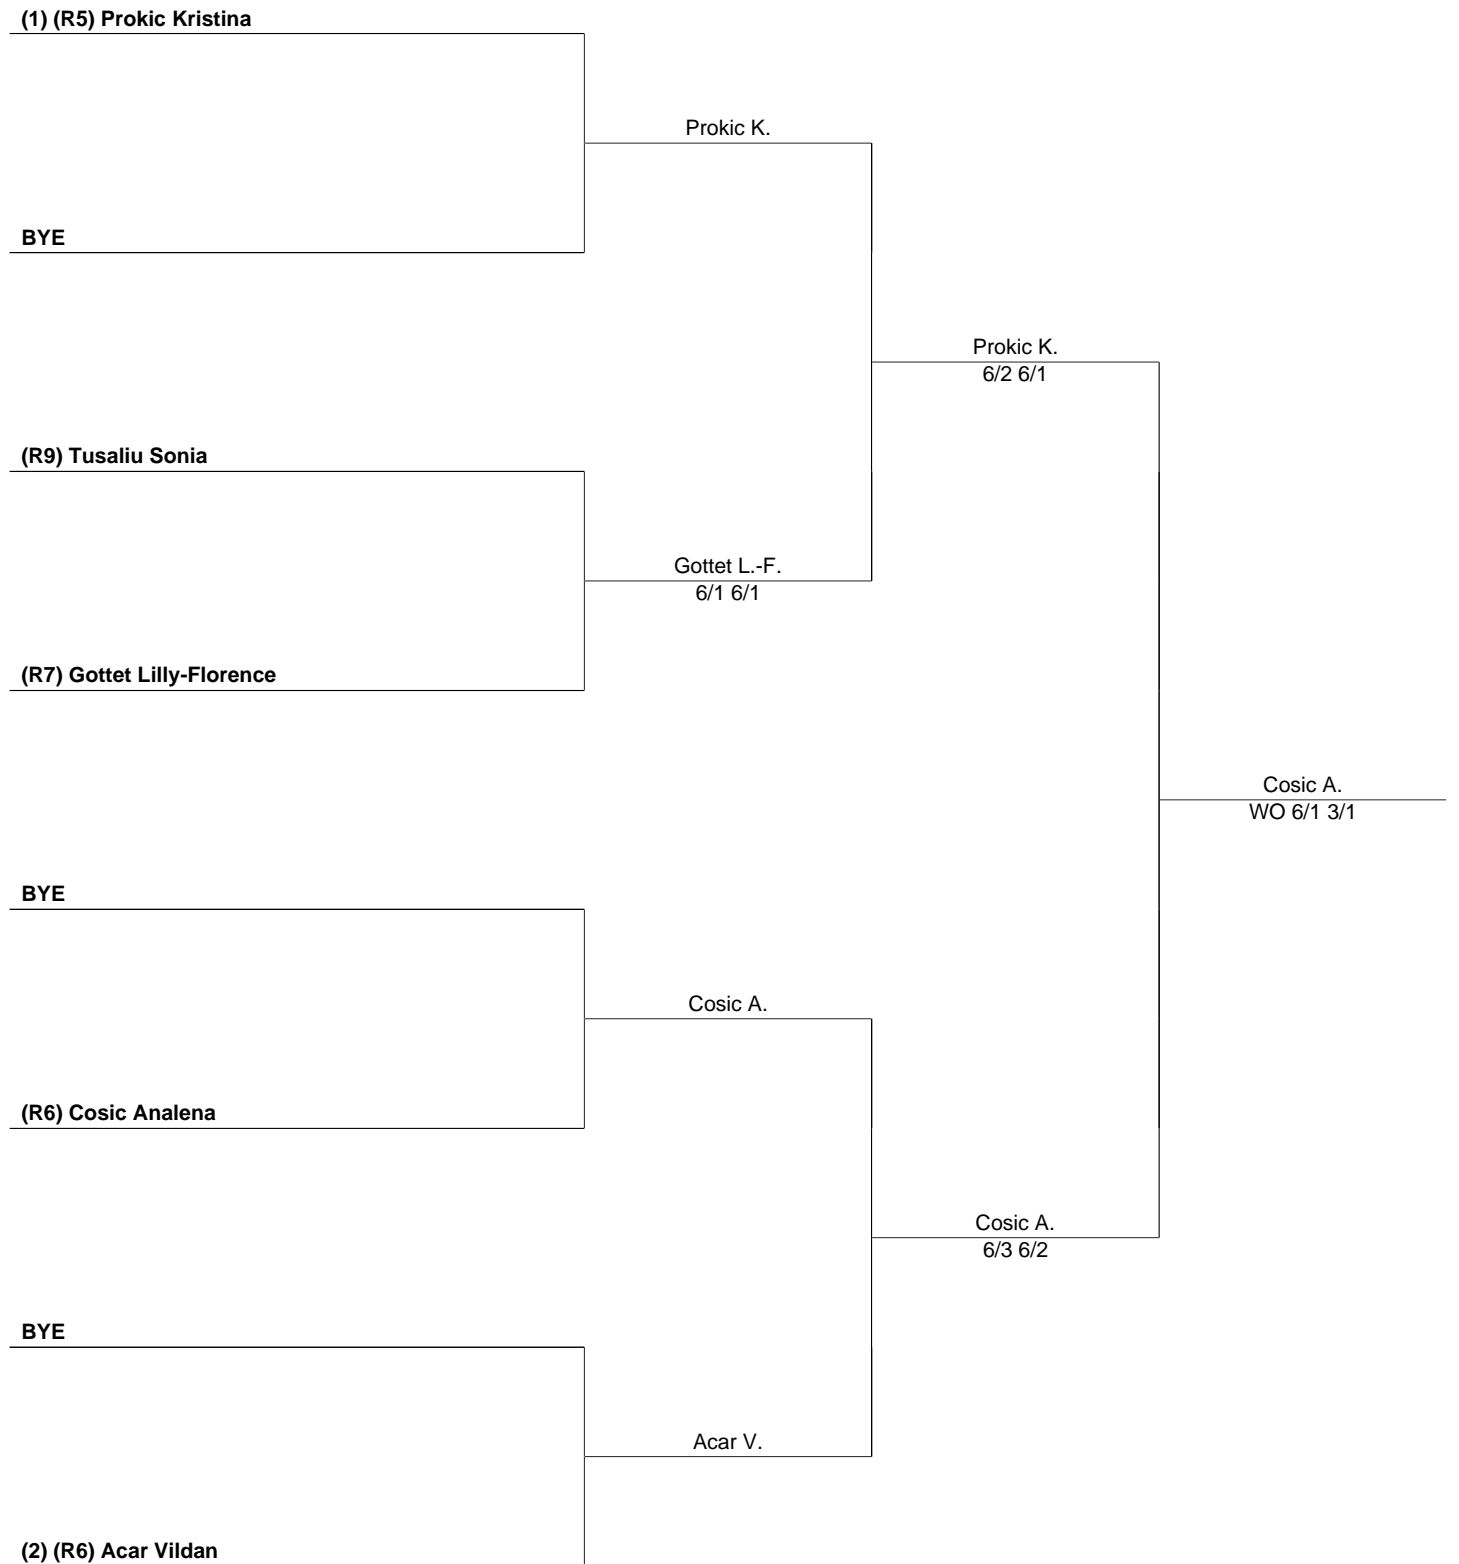 (1) (R5) Prokic Kristina
Prokic K.
BYE
Prokic K.
6/2 6/1
(R9) Tusaliu Sonia
Gottet L.-F.
6/1 6/1
(R7) Gottet Lilly-Florence
Cosic A.
WO 6/1 3/1
BYE
Cosic A.
(R6) Cosic Analena
Cosic A.
6/3 6/2
BYE
Acar V.
(2) (R6) Acar Vildan